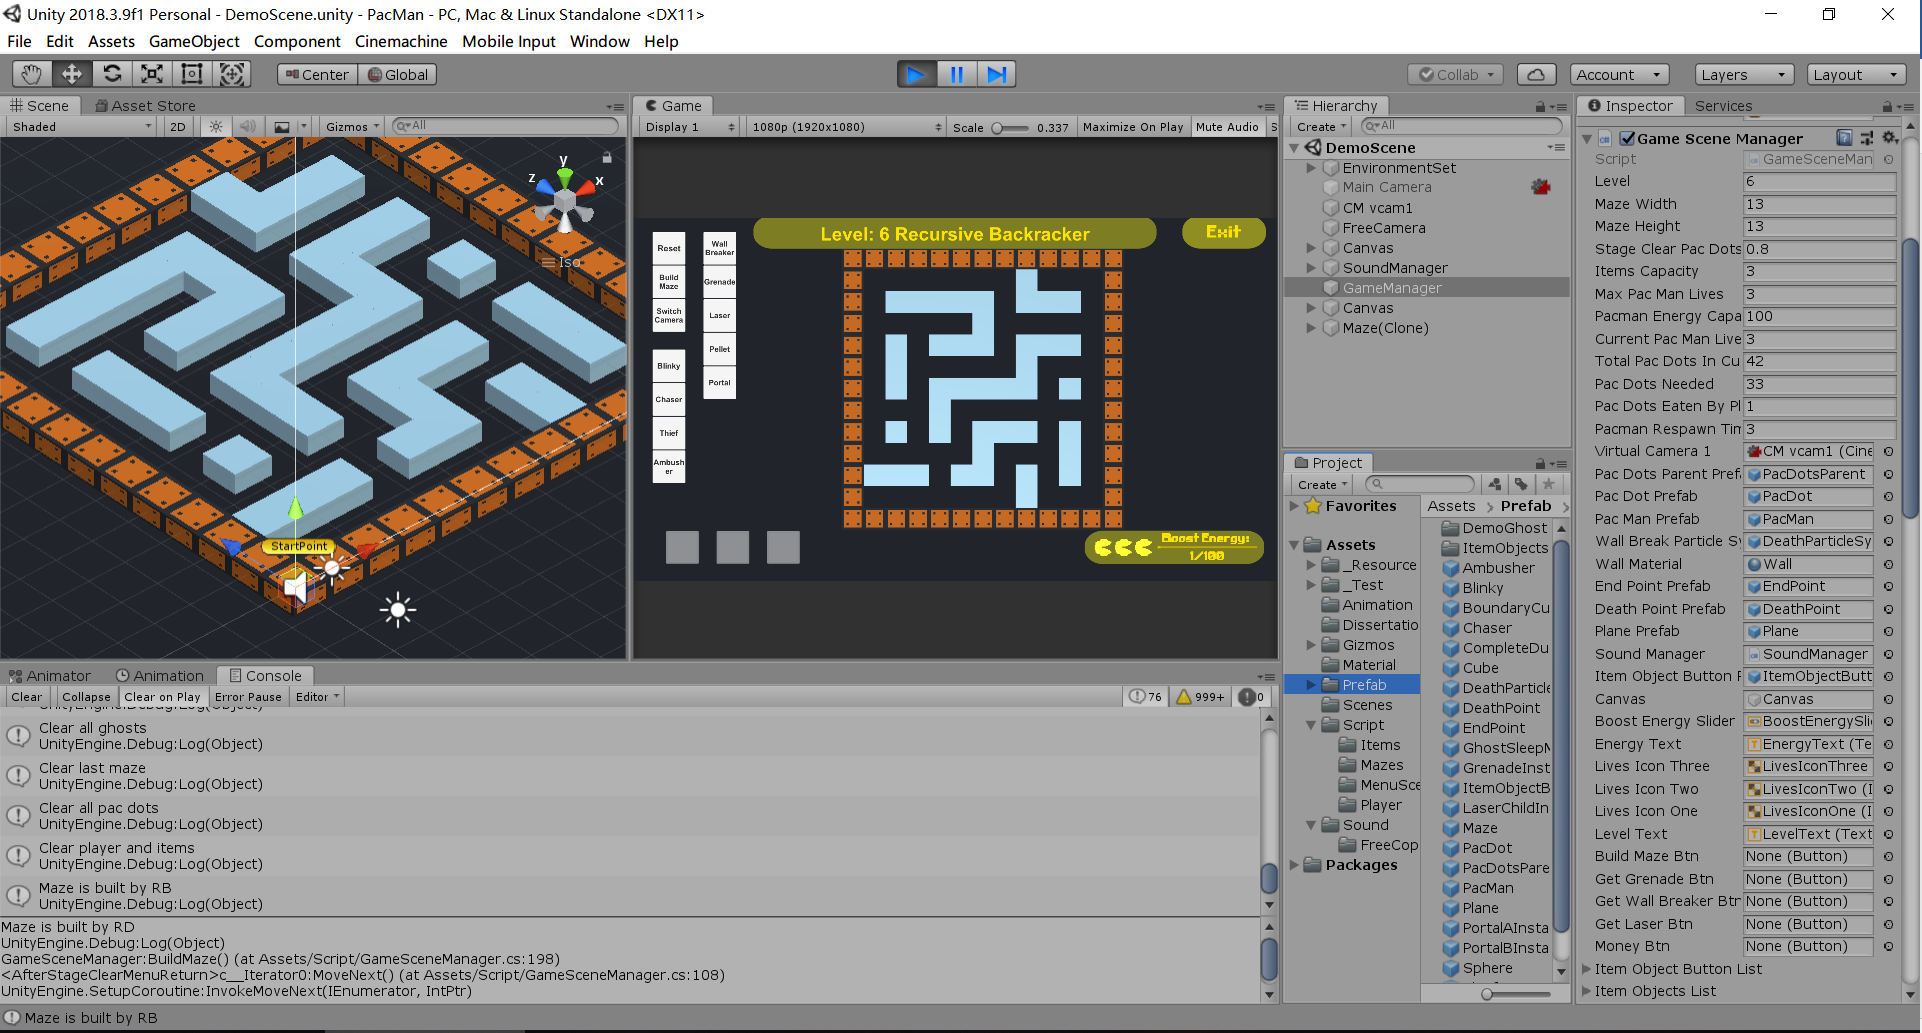 Unity 2018.3.9f1 Personal - DemoScene.unity - PacMan - PC, Mac & Linux Standalone <DX11>
File Edit Assets GameObject Component Cinemachine Mobile Input Window Help
Center Global
Collab Account Layers Layout
Scene Asset Store
Shaded 2D Gizmos All
y
z
x
Iso
StartPoint
Game
Display 1 1080p (1920x1080) Scale 0.337 Maximize On Play Mute Audio S
Level: 6 Recursive Backracker
Exit
Reset
Build
Maze
Switch
Camera
Blinky
Chaser
Thief
Ambush
er
Wall
Breaker
Grenade
Laser
Pellet
Portal
Boost Energy:
1/100
Hierarchy
Create All
DemoScene
EnvironmentSet
Main Camera
CM vcam1
FreeCamera
Canvas
SoundManager
GameManager
Canvas
Maze(Clone)
Project
Create
Favorites
Assets
_Resource
_Test
Animation
Dissertatio
Gizmos
Material
Prefab
Scenes
Script
Items
Mazes
MenuSce
Player
Sound
FreeCop
Packages
Assets > Prefab >
DemoGhost
ItemObjects
Ambusher
Blinky
BoundaryCu
Chaser
CompleteDu
Cube
DeathParticle
DeathPoint
EndPoint
GhostSleepM
GrenadeInst
ItemObjectB
LaserChildIn
Maze
PacDot
PacDotsPare
PacMan
Plane
PortalAInsta
PortalBInsta
Sphere
Inspector Services
Game Scene Manager
Script GameSceneMan
Level 6
Maze Width 13
Maze Height 13
Stage Clear Pac Dots 0.8
Items Capacity 3
Max Pac Man Lives 3
Pacman Energy Capa 100
Current Pac Man Live 3
Total Pac Dots In Cu 42
Pac Dots Needed 33
Pac Dots Eaten By Pl 1
Pacman Respawn Tim 3
Virtual Camera 1 CM vcam1 (Cine
Pac Dots Parent Pref PacDotsParent
Pac Dot Prefab PacDot
Pac Man Prefab PacMan
Wall Break Particle Sy DeathParticleSy
Wall Material Wall
End Point Prefab EndPoint
Death Point Prefab DeathPoint
Plane Prefab Plane
Sound Manager SoundManager
Item Object Button P ItemObjectButt
Canvas Canvas
Boost Energy Slider BoostEnergySli
Energy Text EnergyText (Te
Lives Icon Three LivesIconThree
Lives Icon Two LivesIconTwo (I
Lives Icon One LivesIconOne (I
Level Text LevelText (Text
Build Maze Btn None (Button)
Get Grenade Btn None (Button)
Get Wall Breaker Btn None (Button)
Get Laser Btn None (Button)
Money Btn None (Button)
Item Object Button List
Item Objects List
Animator Animation Console
Clear Collapse Clear on Play Error Pause Editor 76 999+ 0
UnityEngine.Debug:Log(Object)
Clear all ghosts
UnityEngine.Debug:Log(Object)
Clear last maze
UnityEngine.Debug:Log(Object)
Clear all pac dots
UnityEngine.Debug:Log(Object)
Clear player and items
UnityEngine.Debug:Log(Object)
Maze is built by RB
UnityEngine.Debug:Log(Object)
Maze is built by RD
UnityEngine.Debug:Log(Object)
GameSceneManager:BuildMaze() (at Assets/Script/GameSceneManager.cs:198)
<AfterStageClearMenuReturn>c__Iterator0:MoveNext() (at Assets/Script/GameSceneManager.cs:108)
UnityEngine.SetupCoroutine:InvokeMoveNext(IEnumerator, IntPtr)
Maze is built by RB